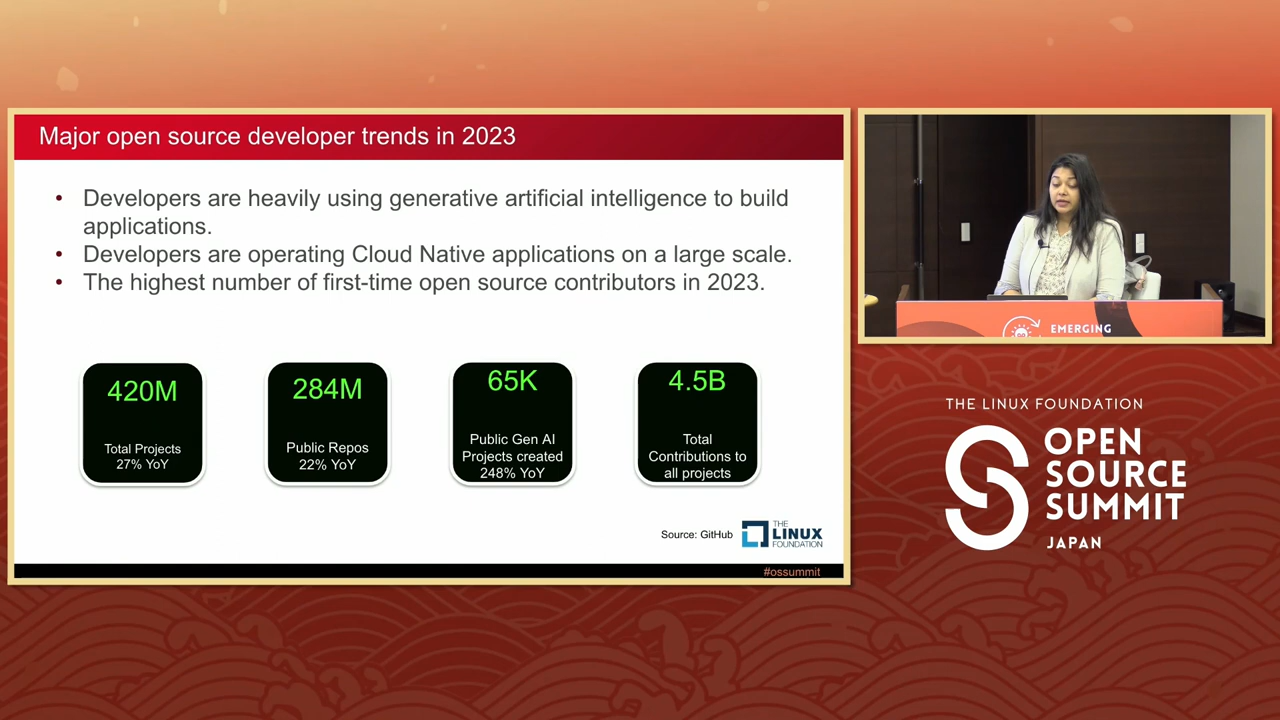 Major open source developer trends in 2023
• Developers are heavily using generative artificial intelligence to build
applications.
• Developers are operating Cloud Native applications on a large scale.
• The highest number of first-time open source contributors in 2023.
420M
Total Projects
27% YoY
284M
Public Repos
22% YoY
65K
Public Gen AI
Projects created
248% YoY
4.5B
Total
Contributions to
all projects
Source: GitHub
THE
LINUX
FOUNDATION
#ossummit
EMERGING
THE LINUX FOUNDATION
OPEN
SOURCE
SUMMIT
JAPAN